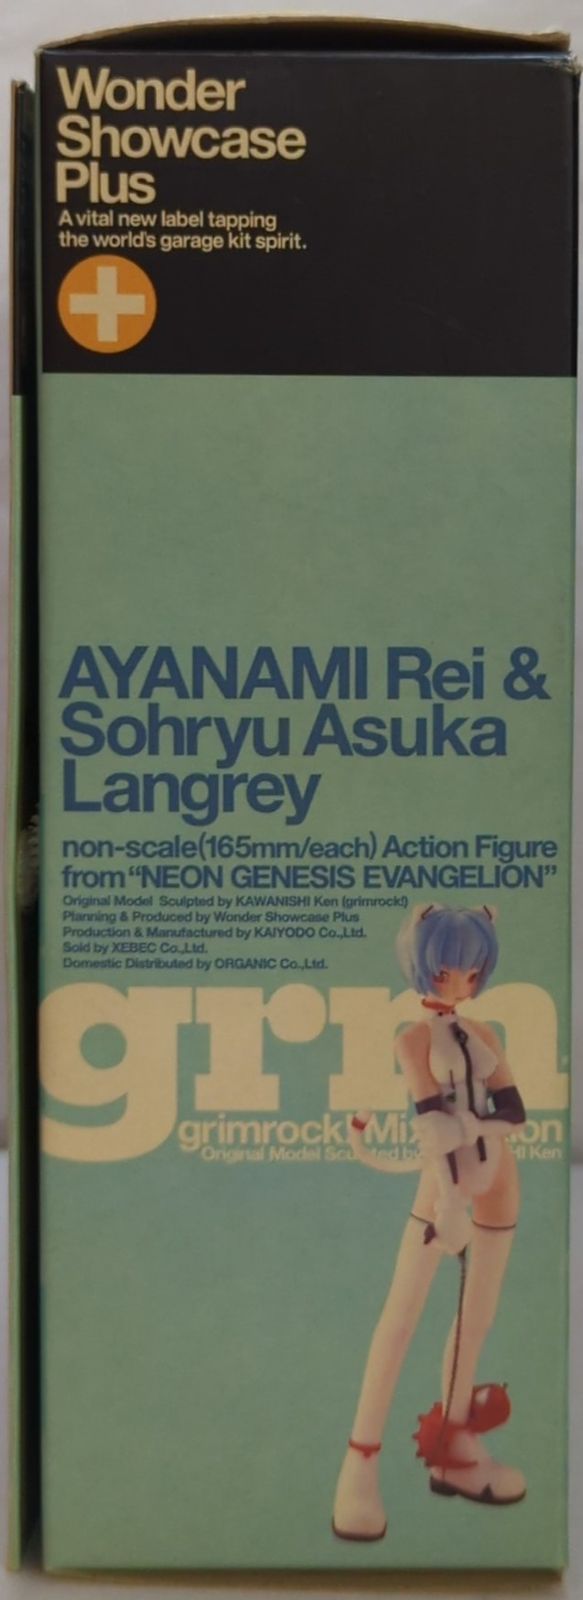 Wonder
Showcase
Plus
A vital new label tapping
the world's garage kit spirit.
AYANAMI Rei &
Sohryu Asuka
Langrey
non-scale(165mm/each) Action Figure
from "NEON GENESIS EVANGELION"
Original Model Sculpted by KAWANISHI Ken (grimrock!)
Planning & Produced by Wonder Showcase Plus
Production & Manufactured by KAIYODO Co.,Ltd.
Sold by XEBEC Co.,Ltd.
Domestic Distributed by ORGANIC Co.,Ltd.
grm
grimrock! Mix
Original Model by Ken